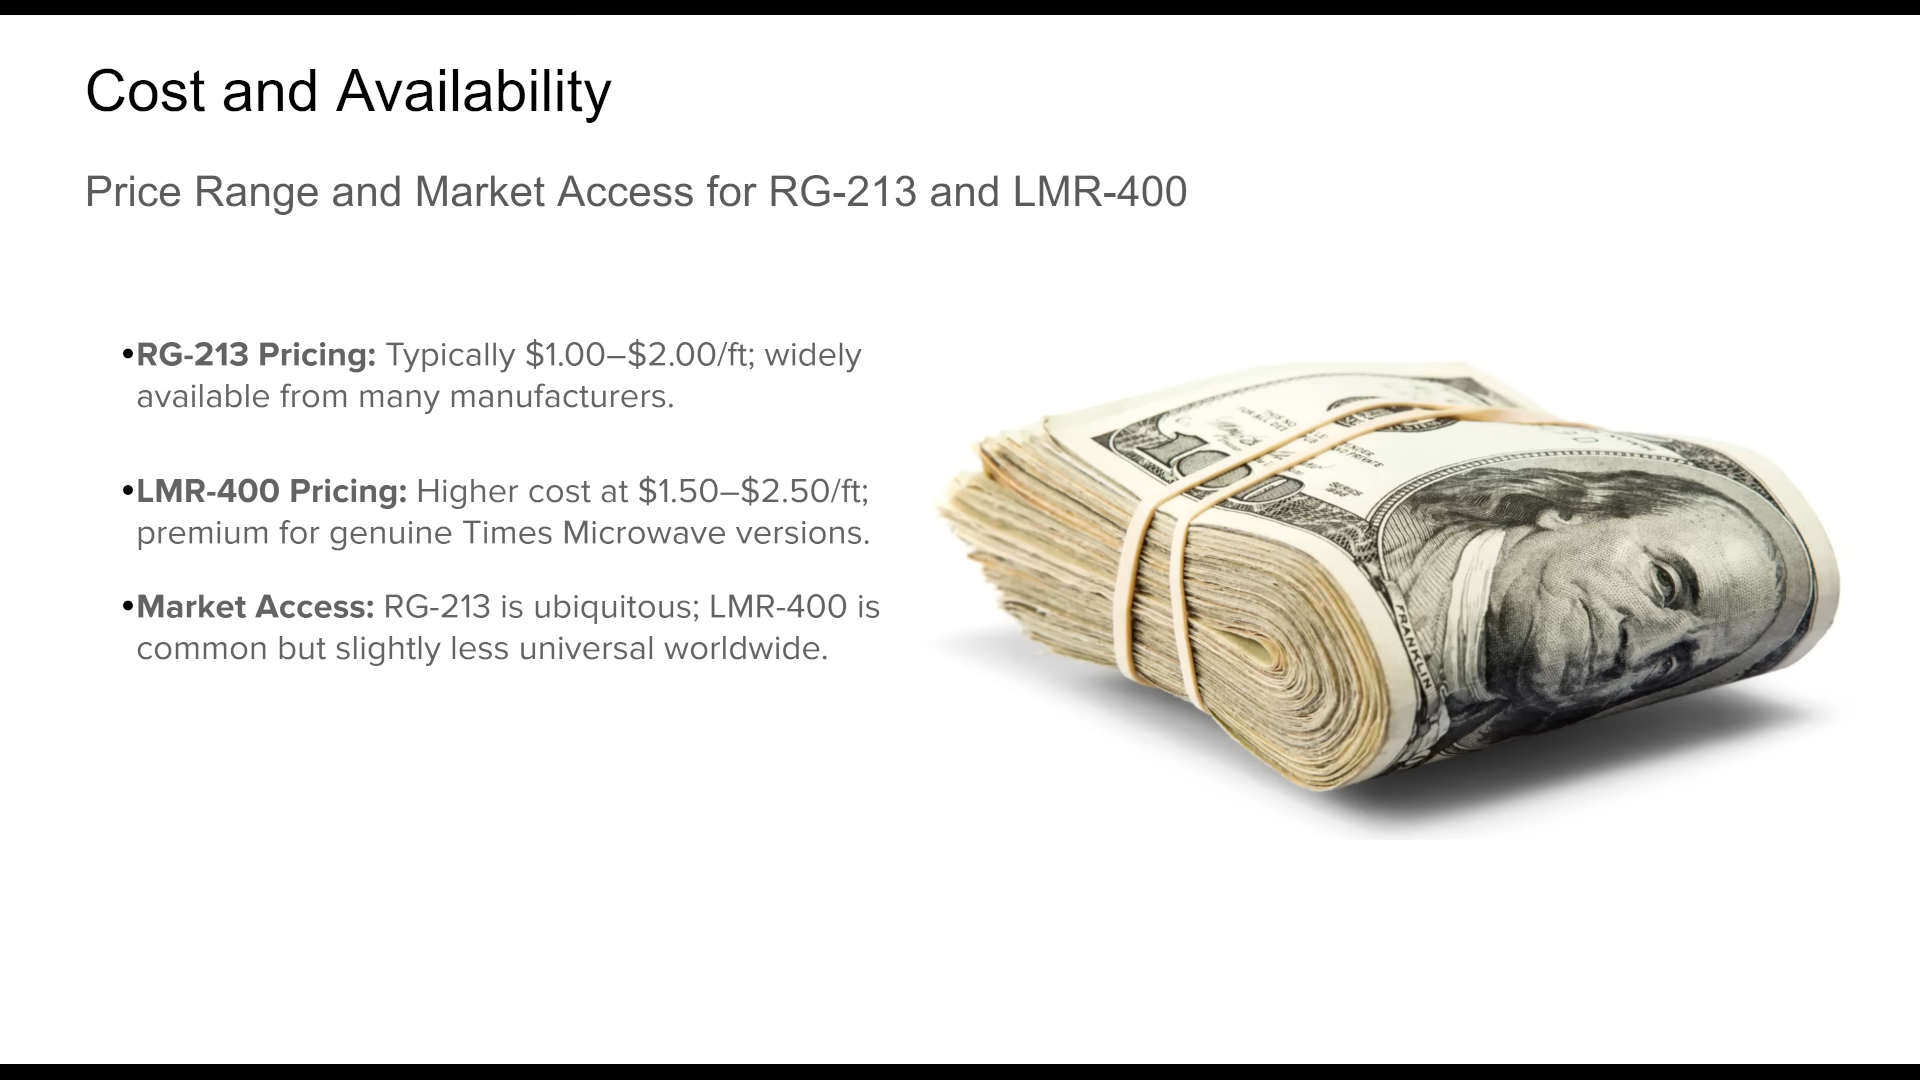 Cost and Availability
Price Range and Market Access for RG-213 and LMR-400
•RG-213 Pricing: Typically $1.00–$2.00/ft; widely
available from many manufacturers.
•LMR-400 Pricing: Higher cost at $1.50–$2.50/ft;
premium for genuine Times Microwave versions.
•Market Access: RG-213 is ubiquitous; LMR-400 is
common but slightly less universal worldwide.
100
FRANKLIN